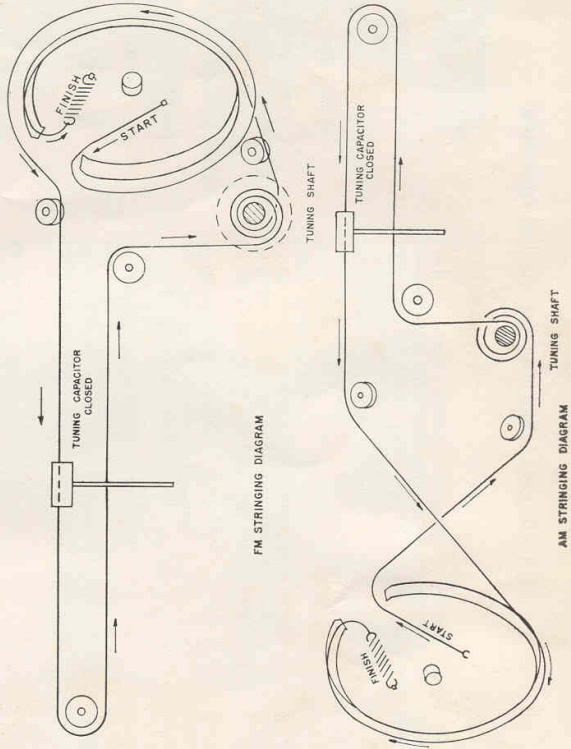 FINISH
START
TUNING SHAFT
TUNING CAPACITOR
CLOSED
FM STRINGING DIAGRAM
TUNING CAPACITOR
CLOSED
TUNING SHAFT
START
FINISH
AM STRINGING DIAGRAM